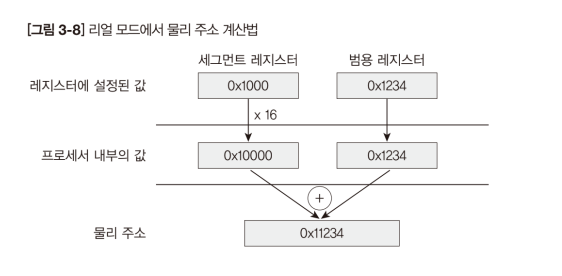 [그림 3-8] 리얼 모드에서 물리 주소 계산법
세그먼트 레지스터 범용 레지스터
레지스터에 설정된 값 0x1000 0x1234
x 16
프로세서 내부의 값 0x10000 0x1234
+
물리 주소 0x11234